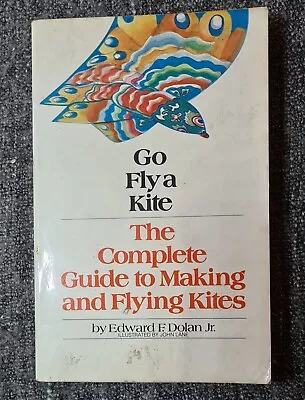 Go
Fly a
Kite
The
Complete
Guide to Making
and Flying Kites
by Edward F. Dolan Jr.
ILLUSTRATED BY JOHN LANE